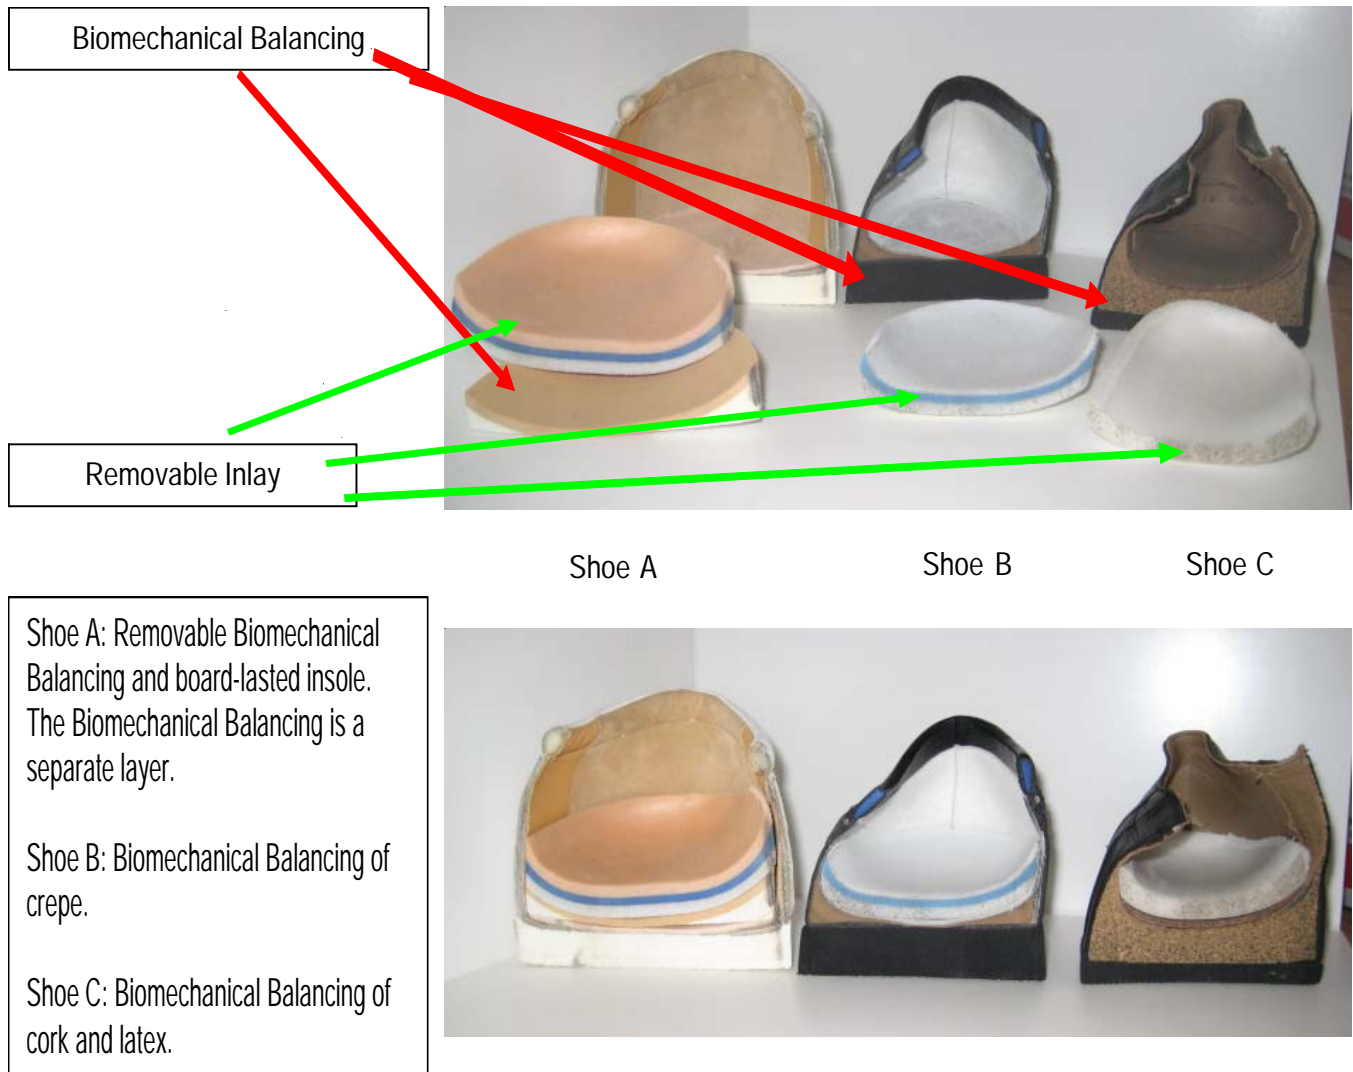 Biomechanical Balancing
Removable Inlay
Shoe A
Shoe B
Shoe C
Shoe A: Removable Biomechanical
Balancing and board-lasted insole.
The Biomechanical Balancing is a
separate layer.
Shoe B: Biomechanical Balancing of
crepe.
Shoe C: Biomechanical Balancing of
cork and latex.